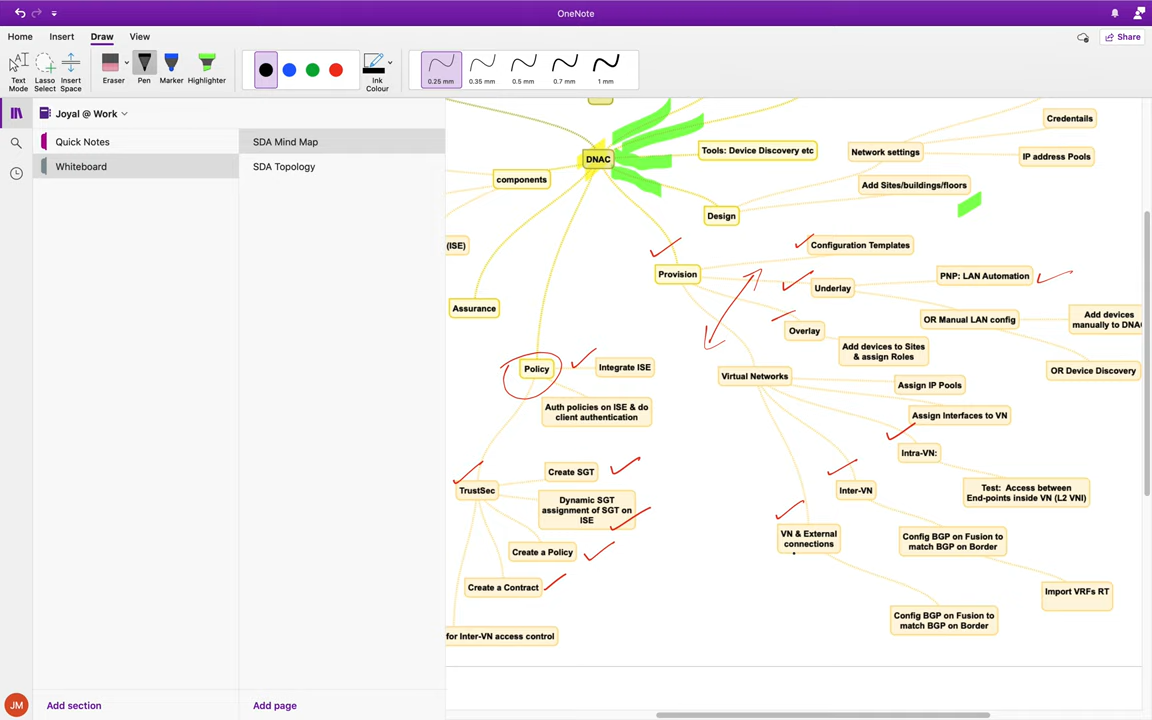 OneNote
Home
Insert
Draw
View
Share
Text
Mode
Lasso
Select
Insert
Space
Eraser
Pen
Marker
Highlighter
Ink
Colour
0.25 mm
0.35 mm
0.5 mm
0.7 mm
1 mm
Joyal @ Work
Quick Notes
Whiteboard
SDA Mind Map
SDA Topology
Credentials
Tools: Device Discovery etc
Network settings
IP address Pools
DNAC
components
Add Sites/buildings/floors
Design
(ISE)
Configuration Templates
Provision
PNP: LAN Automation
Underlay
Assurance
OR Manual LAN config
Add devices
manually to DNAC
Overlay
Add devices to Sites
& assign Roles
Policy
Integrate ISE
OR Device Discovery
Virtual Networks
Assign IP Pools
Auth policies on ISE & do
client authentication
Assign Interfaces to VN
Intra-VN:
Create SGT
TrustSec
Inter-VN
Test: Access between
End-points inside VN (L2 VNI)
Dynamic SGT
assignment of SGT on
ISE
VN & External
connections
Config BGP on Fusion to
match BGP on Border
Create a Policy
Create a Contract
Import VRFs RT
Config BGP on Fusion to
match BGP on Border
for Inter-VN access control
JM
Add section
Add page